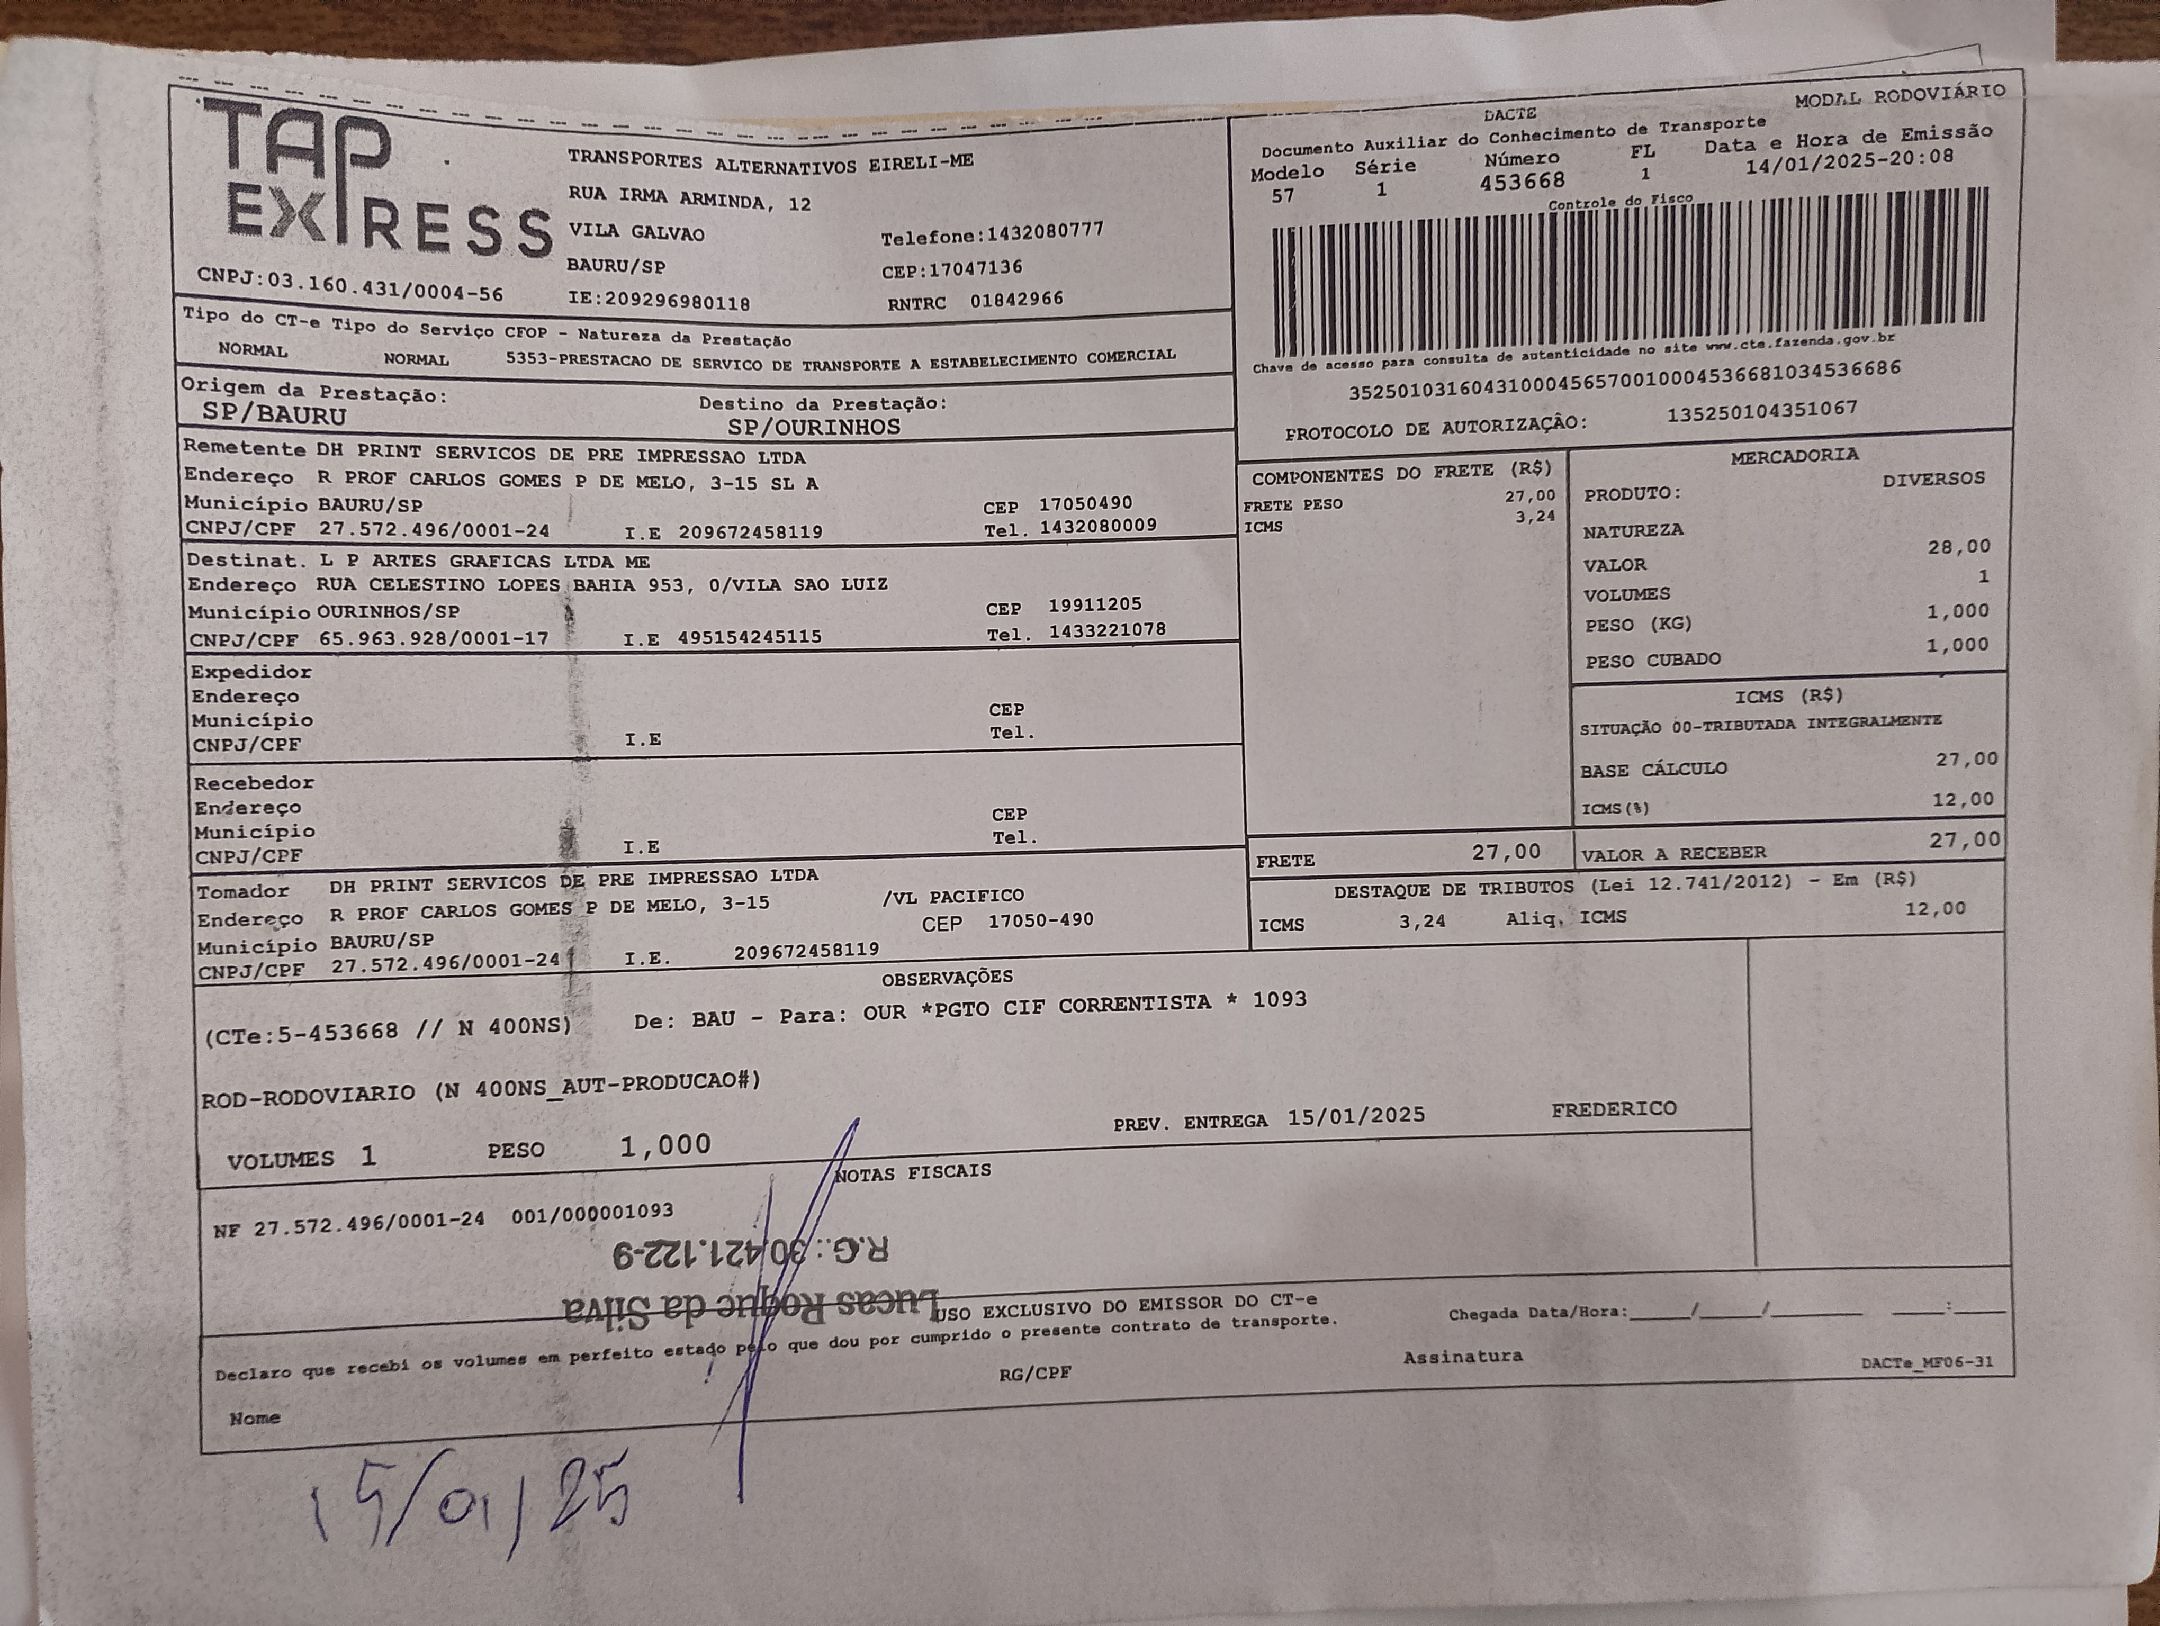 TAP EXPRESS
CNPJ:03.160.431/0004-56
TRANSPORTES ALTERNATIVOS EIRELI-ME
RUA IRMA ARMINDA, 12
VILA GALVAO Telefone:1432080777
BAURU/SP CEP:17047136
IE:209296980118 RNTRC 01842966
DACTE MODAL RODOVIÁRIO
Documento Auxiliar do Conhecimento de Transporte
Modelo Série Número FL Data e Hora de Emissão
57 1 453668 1 14/01/2025-20:08
Controle do Fisco
Chave de acesso para consulta de autenticidade no site www.cte.fazenda.gov.br
35250103160431000456570010004536681034536686
PROTOCOLO DE AUTORIZAÇÃO: 135250104351067
Tipo do CT-e Tipo do Serviço CFOP - Natureza da Prestação
NORMAL NORMAL 5353-PRESTACAO DE SERVICO DE TRANSPORTE A ESTABELECIMENTO COMERCIAL
Origem da Prestação: Destino da Prestação:
SP/BAURU SP/OURINHOS
Remetente DH PRINT SERVICOS DE PRE IMPRESSAO LTDA
Endereço R PROF CARLOS GOMES P DE MELO, 3-15 SL A
Município BAURU/SP CEP 17050490
CNPJ/CPF 27.572.496/0001-24 I.E 209672458119 Tel. 1432080009
Destinat. L P ARTES GRAFICAS LTDA ME
Endereço RUA CELESTINO LOPES BAHIA 953, 0/VILA SAO LUIZ
Município OURINHOS/SP CEP 19911205
CNPJ/CPF 65.963.928/0001-17 I.E 495154245115 Tel. 1433221078
Expedidor
Endereço
Município CEP
CNPJ/CPF I.E Tel.
Recebedor
Endereço
Município CEP
CNPJ/CPF I.E Tel.
Tomador DH PRINT SERVICOS DE PRE IMPRESSAO LTDA
Endereço R PROF CARLOS GOMES P DE MELO, 3-15 /VL PACIFICO
Município BAURU/SP CEP 17050-490
CNPJ/CPF 27.572.496/0001-24 I.E. 209672458119
COMPONENTES DO FRETE (R$)
FRETE PESO 27,00
ICMS 3,24
MERCADORIA
PRODUTO: DIVERSOS
NATUREZA
VALOR 28,00
VOLUMES 1
PESO (KG) 1,000
PESO CUBADO 1,000
ICMS (R$)
SITUAÇÃO 00-TRIBUTADA INTEGRALMENTE
BASE CÁLCULO 27,00
ICMS(%) 12,00
FRETE 27,00 VALOR A RECEBER 27,00
DESTAQUE DE TRIBUTOS (Lei 12.741/2012) - Em (R$)
ICMS 3,24 Aliq. ICMS 12,00
OBSERVAÇÕES
(CTe:5-453668 // N 400NS) De: BAU - Para: OUR *PGTO CIF CORRENTISTA * 1093
ROD-RODOVIARIO (N 400NS_AUT-PRODUCAO#)
PREV. ENTREGA 15/01/2025 FREDERICO
VOLUMES 1 PESO 1,000
NOTAS FISCAIS
NF 27.572.496/0001-24 001/000001093
Lucas Roque da Silva
R.G.: 30.421.122-9
USO EXCLUSIVO DO EMISSOR DO CT-e Chegada Data/Hora:____/____/______ ____:____
Declaro que recebi os volumes em perfeito estado pelo que dou por cumprido o presente contrato de transporte.
Nome RG/CPF Assinatura DACTe_MF06-31
15/01/25